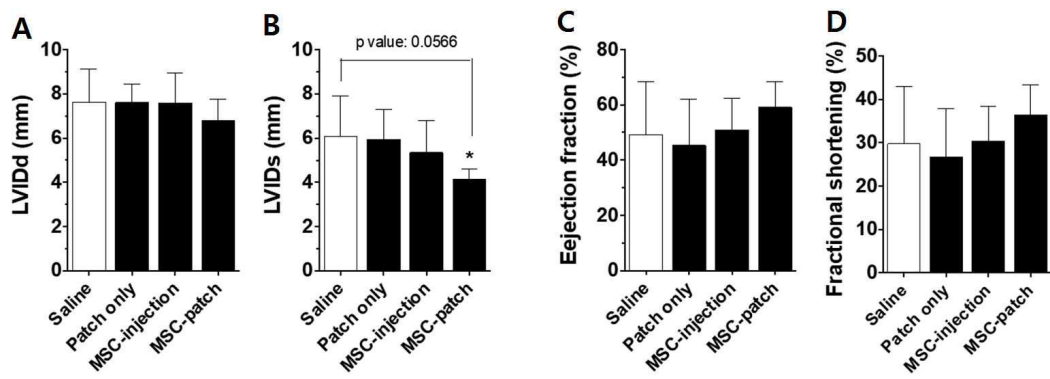 A
LVIDd (mm)
10
8
6
4
2
0
Saline
Patch only
MSC-injection
MSC-patch
B
p value: 0.0566
LVIDs (mm)
10
8
6
4
2
0
*
Saline
Patch only
MSC-injection
MSC-patch
C
Eejection fraction (%)
80
60
40
20
0
Saline
Patch only
MSC-injection
MSC-patch
D
Fractional shortening (%)
50
40
30
20
10
0
Saline
Patch only
MSC-injection
MSC-patch